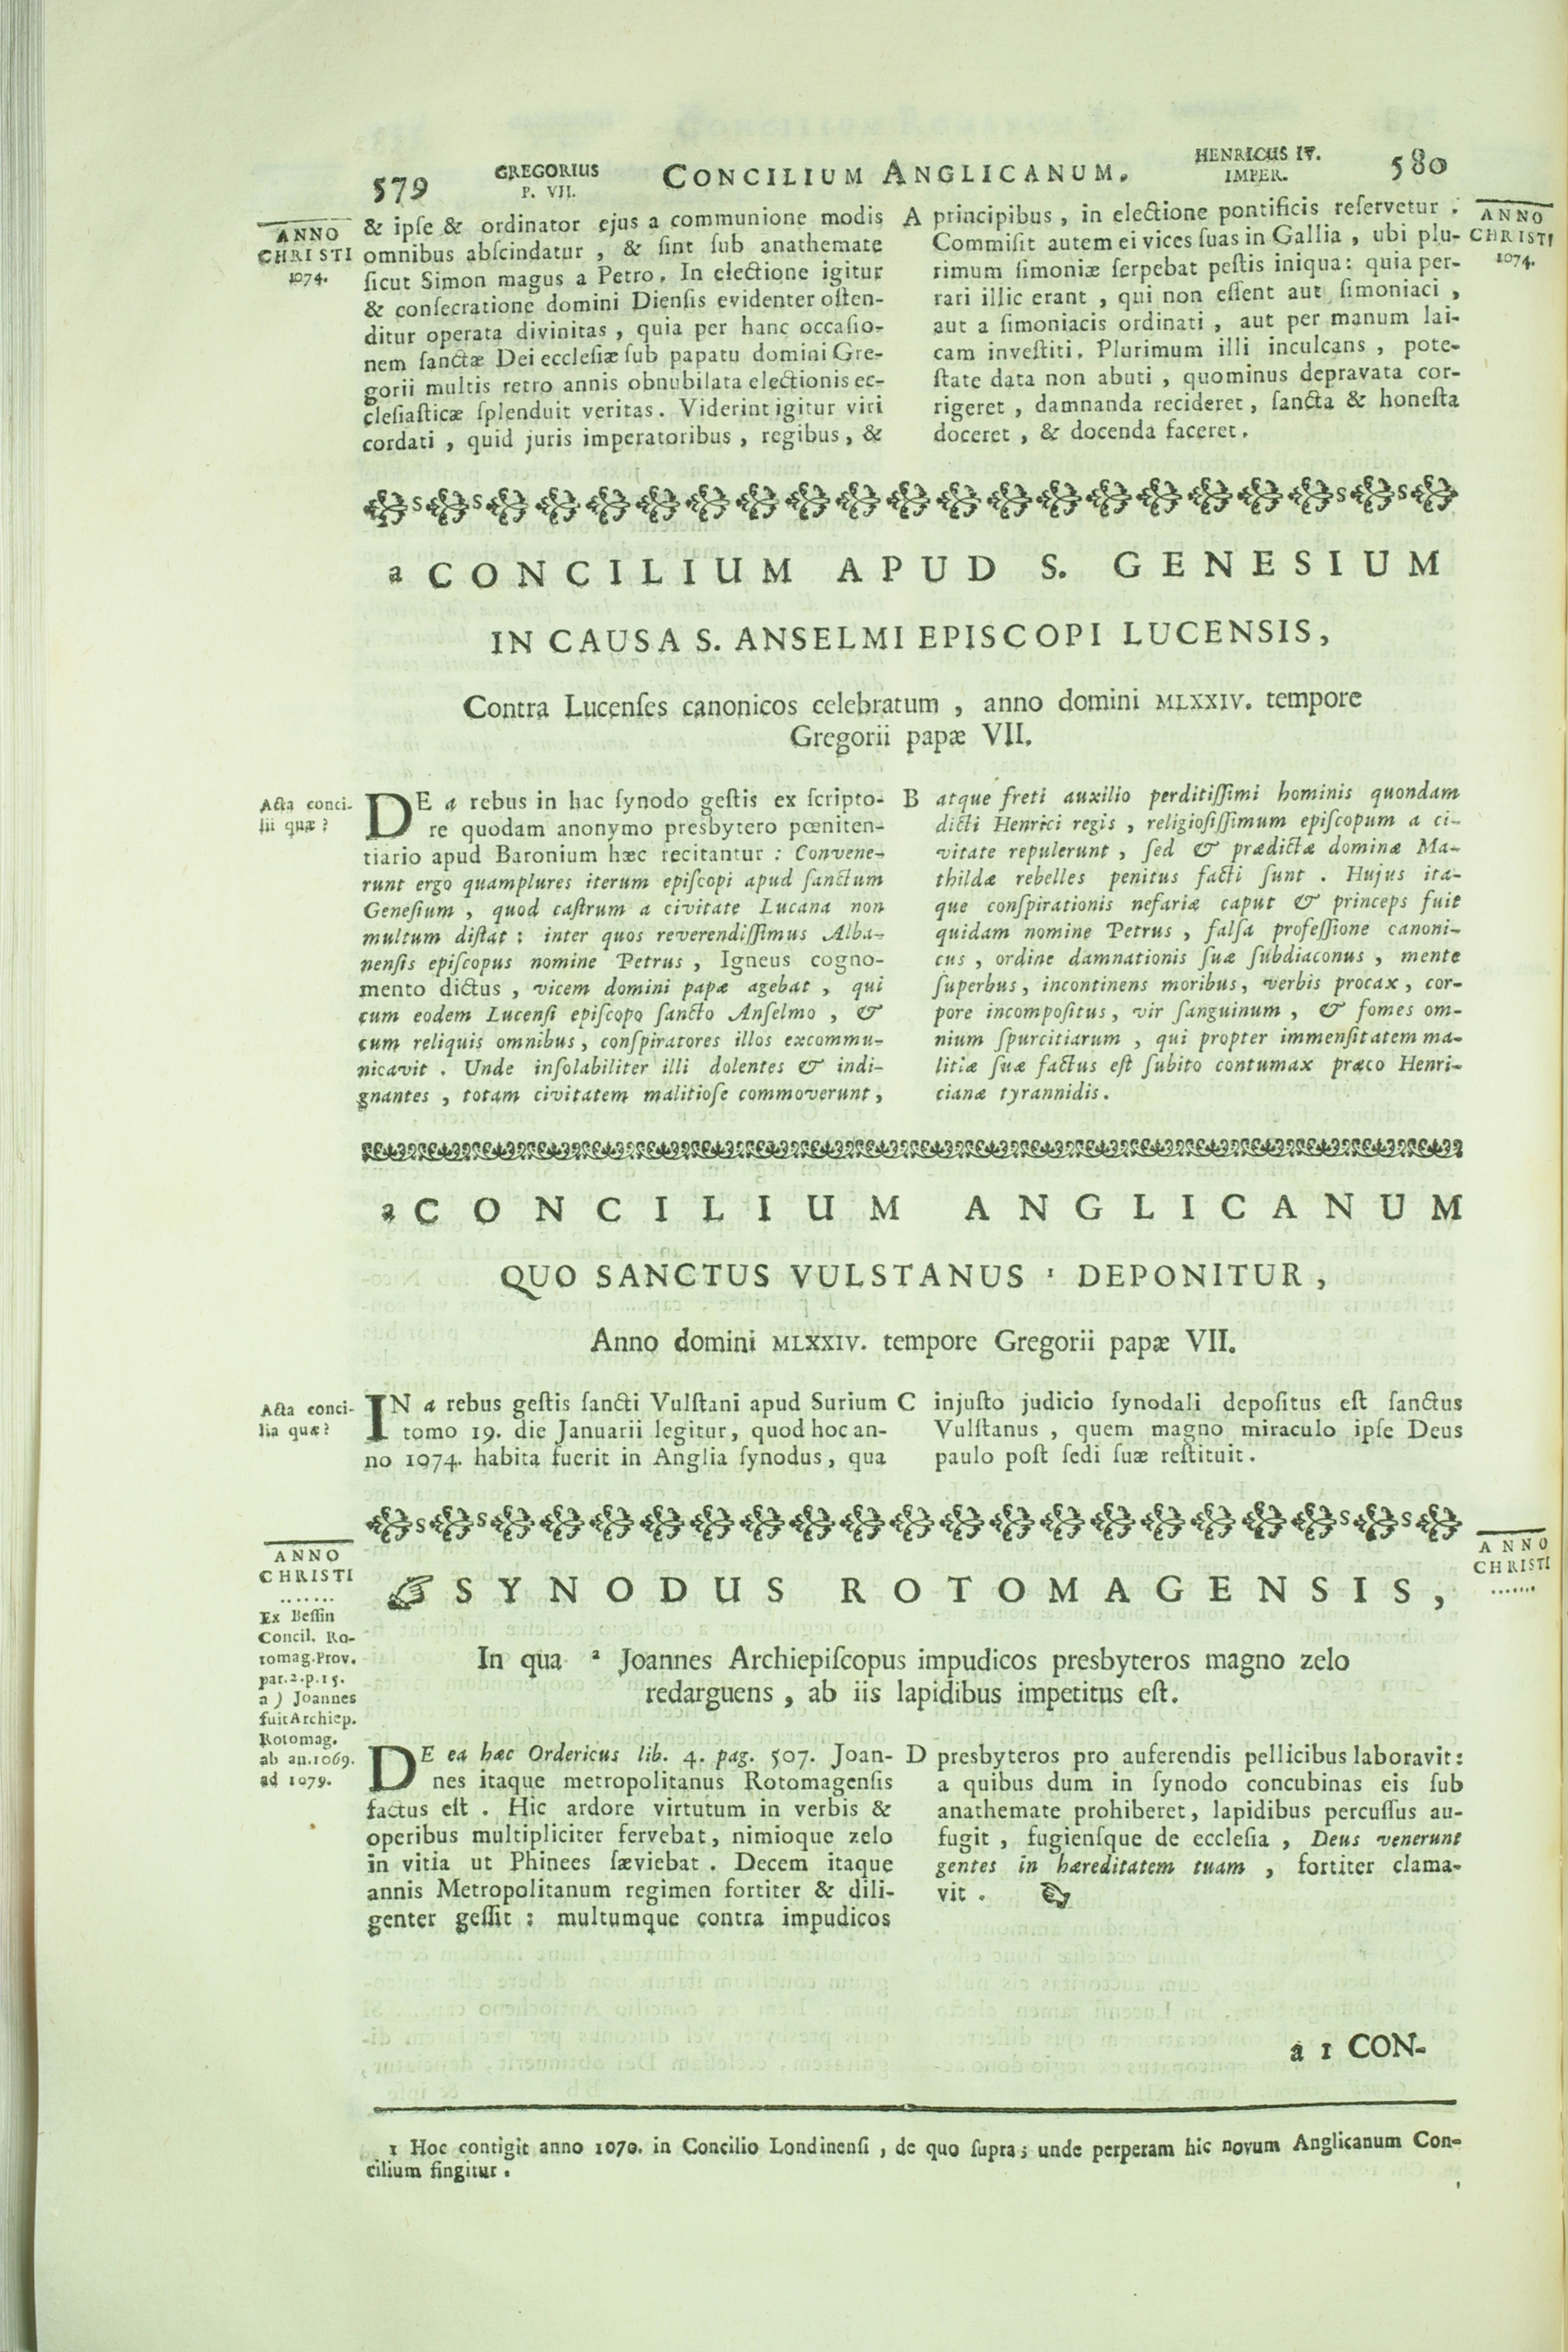 579
GREGORIUS
P. VII.
CONCILIUM ANGLICANUM.
HENRICUS IV.
IMPER.
580
ANNO
CHRISTI
1074.
& ipſe & ordinator ejus a communione modis
omnibus abſcindatur , & ſint ſub anathemate
ſicut Simon magus a Petro. In electione igitur
& conſecratione domini Dienſis evidenter oſten-
ditur operata divinitas , quia per hanc occaſio-
nem ſanctæ Dei eccleſiæ ſub papatu domini Gre-
gorii multis retro annis obnubilata electionis ec-
cleſiaſticæ ſplenduit veritas. Viderint igitur viri
cordati , quid juris imperatoribus , regibus , &
A principibus , in electione pontificis reſervetur .
Commiſit autem ei vices ſuas in Gallia , ubi plu-
rimum ſimoniæ ſerpebat peſtis iniqua: quia per-
rari illic erant , qui non eſſent aut ſimoniaci ,
aut a ſimoniacis ordinati , aut per manum lai-
cam inveſtiti. Plurimum illi inculcans , pote-
ſtate data non abuti , quominus depravata cor-
rigeret , damnanda recideret, ſancta & honeſta
doceret , & docenda faceret.
ANNO
CHRISTI
1074.
a CONCILIUM APUD S. GENESIUM
IN CAUSA S. ANSELMI EPISCOPI LUCENSIS,
Contra Lucenſes canonicos celebratum , anno domini MLXXIV. tempore
Gregorii papæ VII.
Acta conci-
lii quæ?
DE a rebus in hac ſynodo geſtis ex ſcripto-
re quodam anonymo presbytero pœniten-
tiario apud Baronium hæc recitantur : Convene-
runt ergo quamplures iterum epiſcopi apud ſanctum
Geneſium , quod caſtrum a civitate Lucana non
multum diſtat : inter quos reverendiſſimus Alba-
nenſis epiſcopus nomine Petrus , Igneus cogno-
mento dictus , vicem domini papæ agebat , qui
cum eodem Lucenſi epiſcopo ſancto Anſelmo , &
cum reliquis omnibus, conſpiratores illos excommu-
nicavit . Unde inſolabiliter illi dolentes & indi-
gnantes , totam civitatem malitioſe commoverunt,
B atque freti auxilio perditiſſimi hominis quondam
dicti Henrici regis , religioſiſſimum epiſcopum a ci-
vitate repulerunt , ſed & prædictæ dominæ Ma-
thildæ rebelles penitus facti ſunt . Hujus ita-
que conſpirationis nefariæ caput & princeps fuit
quidam nomine Petrus , falſa profeſſione canoni-
cus , ordine damnationis ſuæ ſubdiaconus , mente
ſuperbus, incontinens moribus, verbis procax, cor-
pore incompoſitus, vir ſanguinum , & fomes om-
nium ſpurcitiarum , qui propter immenſitatem ma-
litiæ ſuæ factus eſt ſubito contumax præco Henri-
cianæ tyrannidis.
a CONCILIUM ANGLICANUM
QUO SANCTUS VULSTANUS 1 DEPONITUR,
Anno domini MLXXIV. tempore Gregorii papæ VII.
Acta conci-
lia quæ?
IN a rebus geſtis ſancti Vulſtani apud Surium
tomo 19. die Januarii legitur, quod hoc an-
no 1074. habita fuerit in Anglia ſynodus, qua
C injuſto judicio ſynodali depoſitus eſt ſanctus
Vulſtanus , quem magno miraculo ipſe Deus
paulo poſt ſedi ſuæ reſtituit.
ANNO
CHRISTI
.......
Ex Beſſin
Concil. Ro-
tomag.Prov.
par.2.p.15.
a ) Joannes
fuit Archiep.
Rotomag.
ab an.1069.
ad 1079.
ANNO
CHRISTI
.......
☞ SYNODUS ROTOMAGENSIS,
In qua a Joannes Archiepiſcopus impudicos presbyteros magno zelo
redarguens , ab iis lapidibus impetitus eſt.
DE ea hæc Ordericus lib. 4. pag. 507. Joan-
nes itaque metropolitanus Rotomagenſis
factus eſt . Hic ardore virtutum in verbis &
operibus multipliciter fervebat, nimioque zelo
in vitia ut Phinees ſæviebat . Decem itaque
annis Metropolitanum regimen fortiter & dili-
genter geſſit : multumque contra impudicos
D presbyteros pro auferendis pellicibus laboravit:
a quibus dum in ſynodo concubinas eis ſub
anathemate prohiberet, lapidibus percuſſus au-
fugit , fugienſque de eccleſia , Deus venerunt
gentes in hæreditatem tuam , fortiter clama-
vit .
a 1 CON-
1 Hoc contigit anno 1070. in Concilio Londinenſi , de quo ſupra; unde perperam hic novum Anglicanum Con-
cilium fingitur.